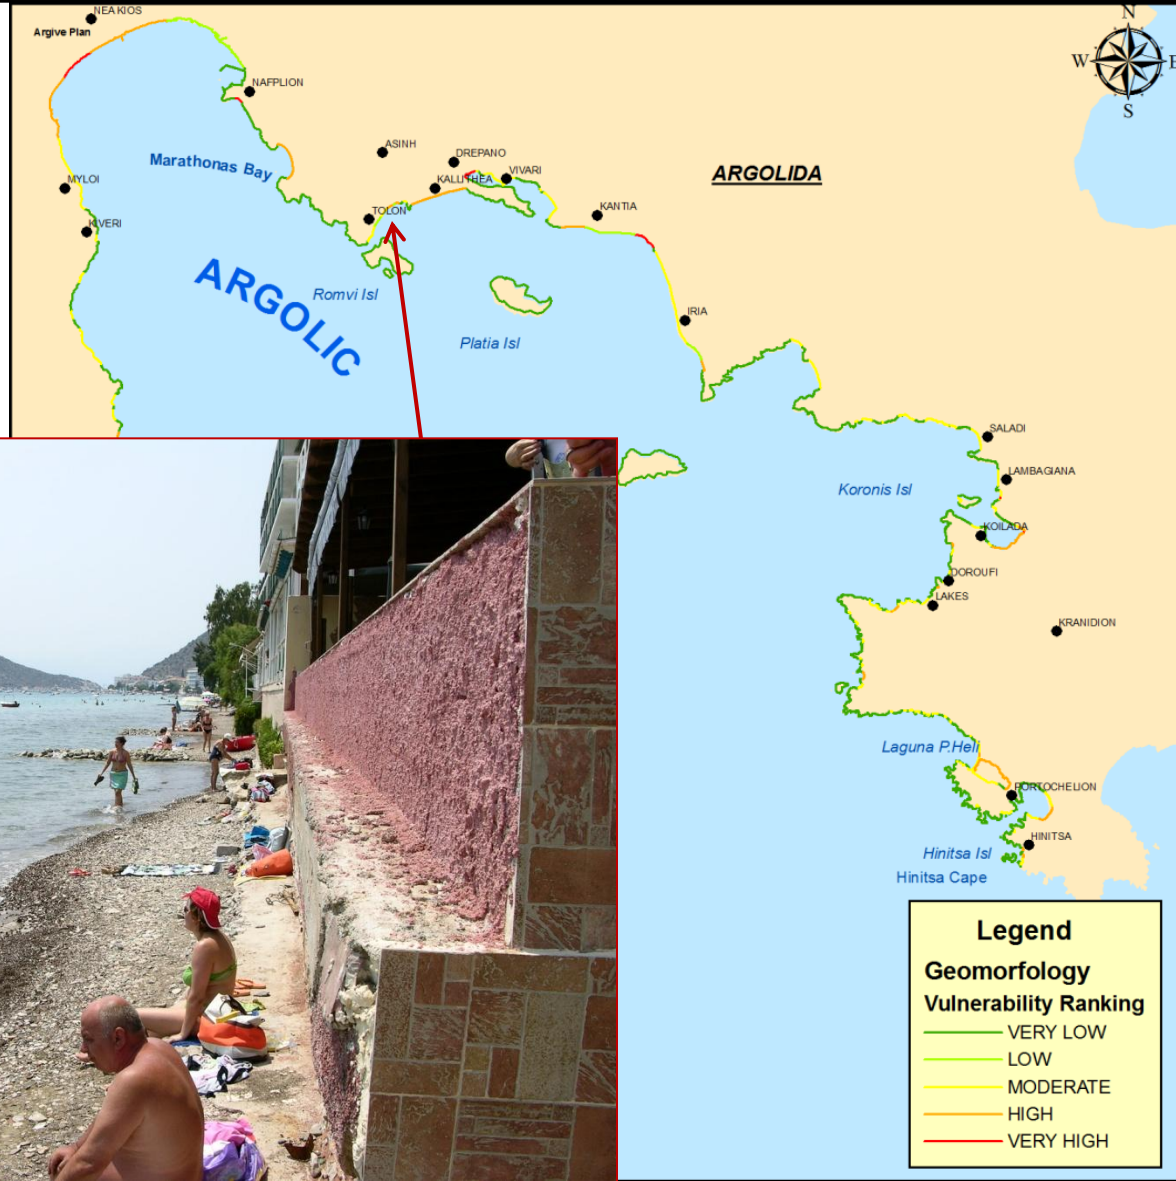 N
W
E
S
NEA KIOS
Argive Plan
NAFPLION
ASINH
DREPANO
Marathonas Bay
VIVARI
ARGOLIDA
MYLOI
KALLITHEA
TOLON
KANTIA
KIVERI
ARGOLIC
Romvi Isl
IRIA
Platia Isl
SALADI
LAMBAGIANA
Koronis Isl
KOILADA
DOROUFI
LAKES
KRANIDION
Laguna P.Heli
PORTOCHELION
HINITSA
Hinitsa Isl
Hinitsa Cape
Legend
Geomorfology
Vulnerability Ranking
VERY LOW
LOW
MODERATE
HIGH
VERY HIGH